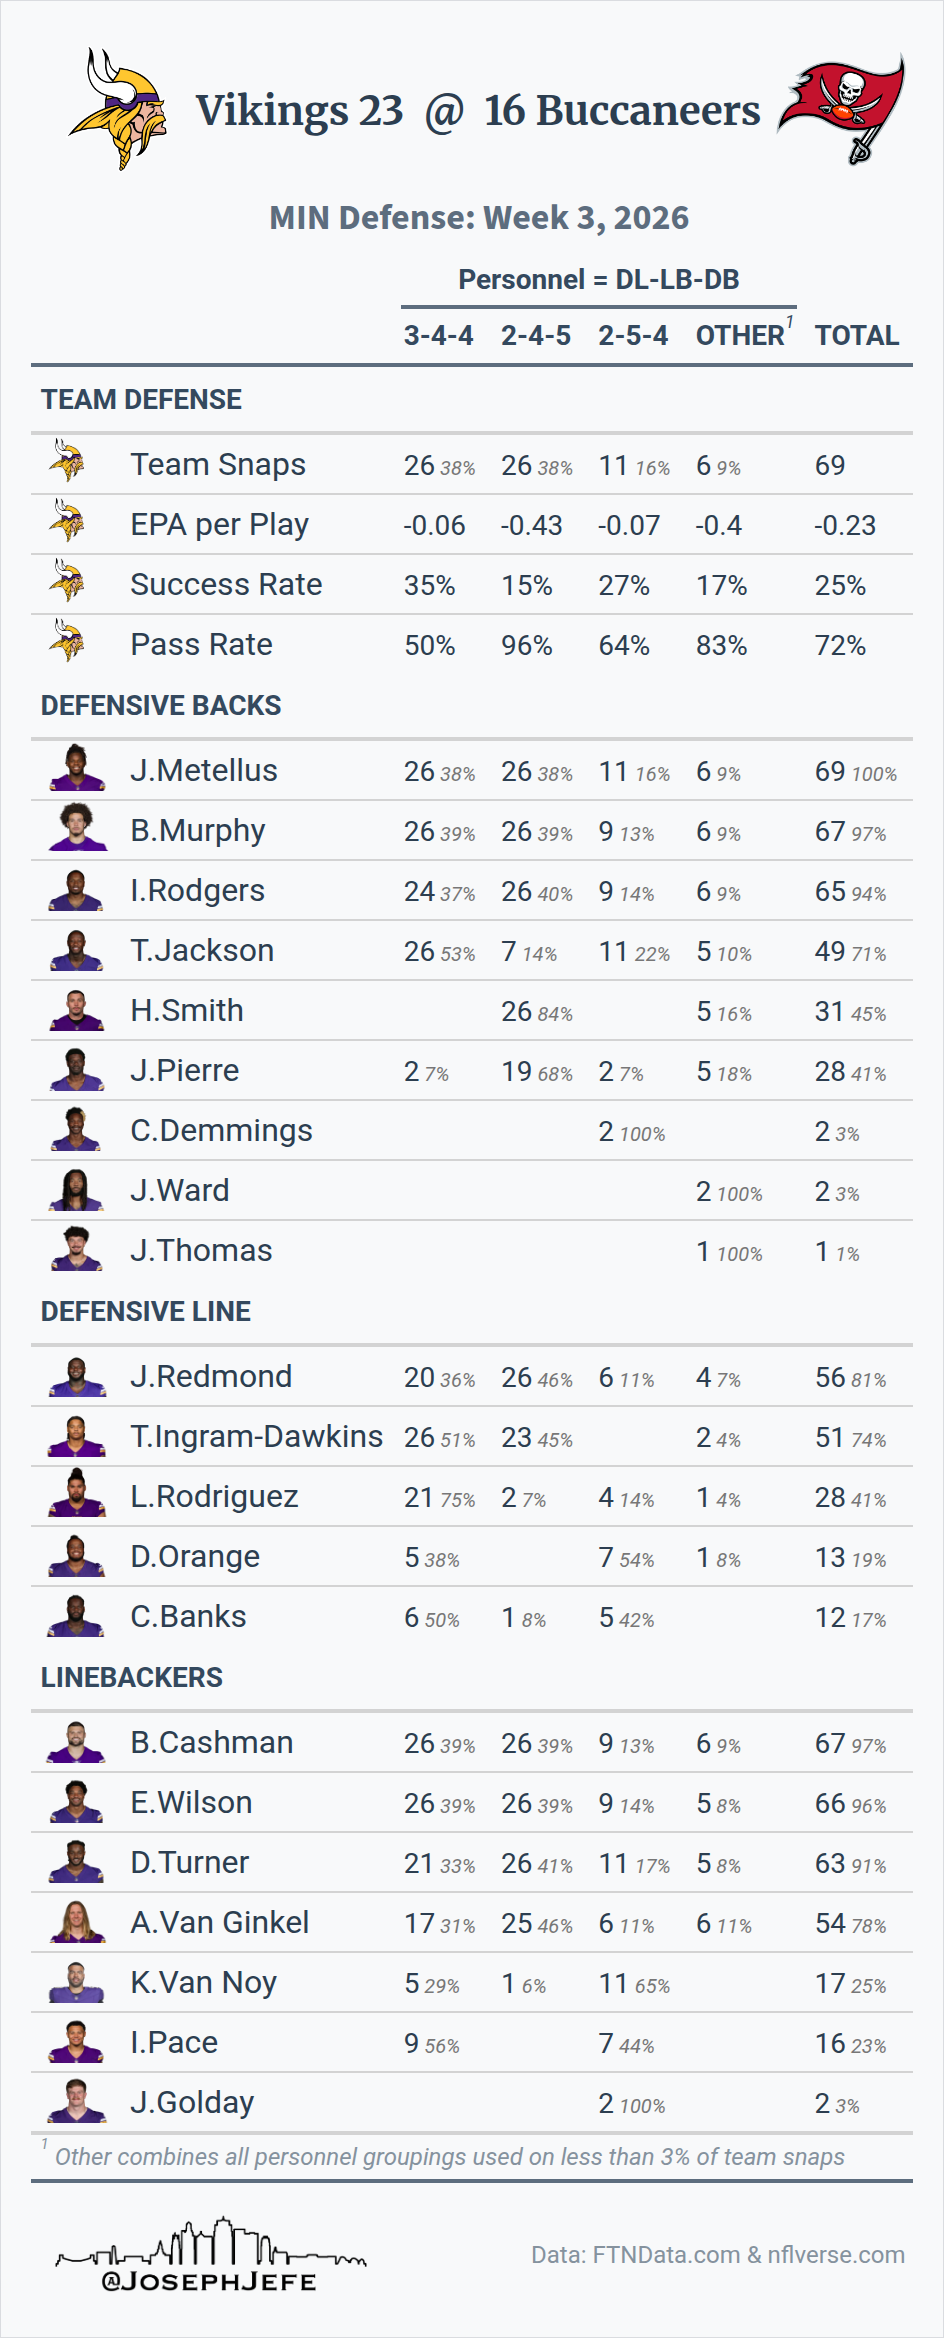 Vikings 23 @ 16 Buccaneers
MIN Defense: Week 3, 2026
Personnel = DL-LB-DB
3-4-4 2-4-5 2-5-4 OTHER 1 TOTAL
TEAM DEFENSE
Team Snaps 26 38% 26 38% 11 16% 6 9% 69
EPA per Play -0.06 -0.43 -0.07 -0.4 -0.23
Success Rate 35% 15% 27% 17% 25%
Pass Rate 50% 96% 64% 83% 72%
DEFENSIVE BACKS
J.Metellus 26 38% 26 38% 11 16% 6 9% 69 100%
B.Murphy 26 39% 26 39% 9 13% 6 9% 67 97%
I.Rodgers 24 37% 26 40% 9 14% 6 9% 65 94%
T.Jackson 26 53% 7 14% 11 22% 5 10% 49 71%
H.Smith 26 84% 5 16% 31 45%
J.Pierre 2 7% 19 68% 2 7% 5 18% 28 41%
C.Demmings 2 100% 2 3%
J.Ward 2 100% 2 3%
J.Thomas 1 100% 1 1%
DEFENSIVE LINE
J.Redmond 20 36% 26 46% 6 11% 4 7% 56 81%
T.Ingram-Dawkins 26 51% 23 45% 2 4% 51 74%
L.Rodriguez 21 75% 2 7% 4 14% 1 4% 28 41%
D.Orange 5 38% 7 54% 1 8% 13 19%
C.Banks 6 50% 1 8% 5 42% 12 17%
LINEBACKERS
B.Cashman 26 39% 26 39% 9 13% 6 9% 67 97%
E.Wilson 26 39% 26 39% 9 14% 5 8% 66 96%
D.Turner 21 33% 26 41% 11 17% 5 8% 63 91%
A.Van Ginkel 17 31% 25 46% 6 11% 6 11% 54 78%
K.Van Noy 5 29% 1 6% 11 65% 17 25%
I.Pace 9 56% 7 44% 16 23%
J.Golday 2 100% 2 3%
1 Other combines all personnel groupings used on less than 3% of team snaps
@JosephJefe
Data: FTNData.com & nflverse.com